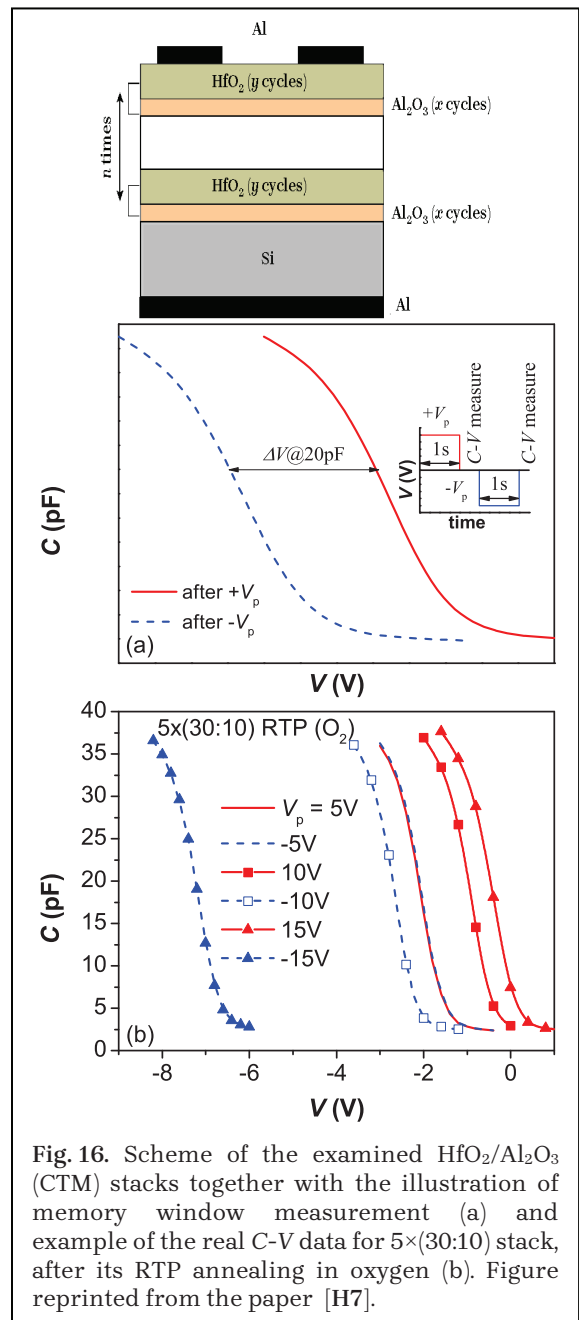 Al
HfO₂ (y cycles)
Al₂O₃ (x cycles)
n times
HfO₂ (y cycles)
Al₂O₃ (x cycles)
Si
Al
C (pF)
ΔV@20pF
after +Vp
after -Vp
(a)
V (V)
+Vp
1s
C-V measure
-Vp
1s
C-V measure
V (V)
time
5x(30:10) RTP (O₂)
Vp = 5V
-5V
10V
-10V
15V
-15V
(b)
C (pF)
40
35
30
25
20
15
10
5
0
-8 -6 -4 -2 0
V (V)
Fig. 16. Scheme of the examined HfO₂/Al₂O₃
(CTM) stacks together with the illustration of
memory window measurement (a) and
example of the real C-V data for 5×(30:10) stack,
after its RTP annealing in oxygen (b). Figure
reprinted from the paper [H7].